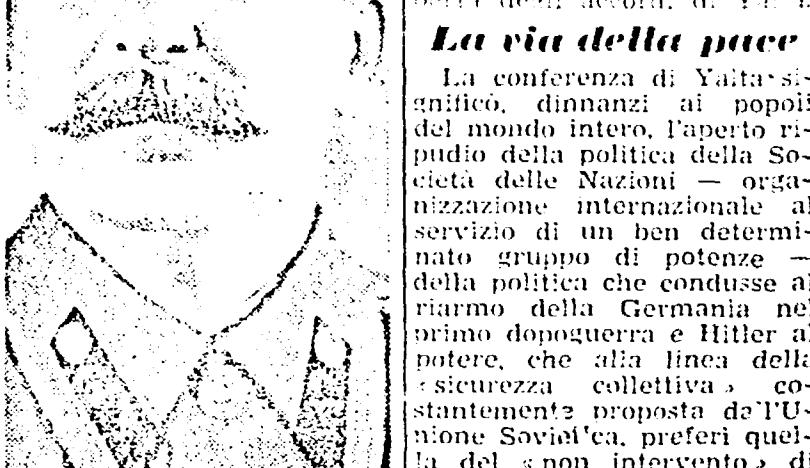 degli accordi di
La via della pace
La conferenza di Yalta si-
gnificò, dinnanzi ai popoli
del mondo intero, l'aperto ri-
pudio della politica della So-
cietà delle Nazioni — orga-
nizzazione internazionale al
servizio di un ben determi-
nato gruppo di potenze —
della politica che condusse al
riarmo della Germania nel
primo dopoguerra e Hitler al
potere, che alla linea della
«sicurezza collettiva» co-
stantemente proposta dall'U-
nione Sovietica, preferì quel-
la del «non intervento» di